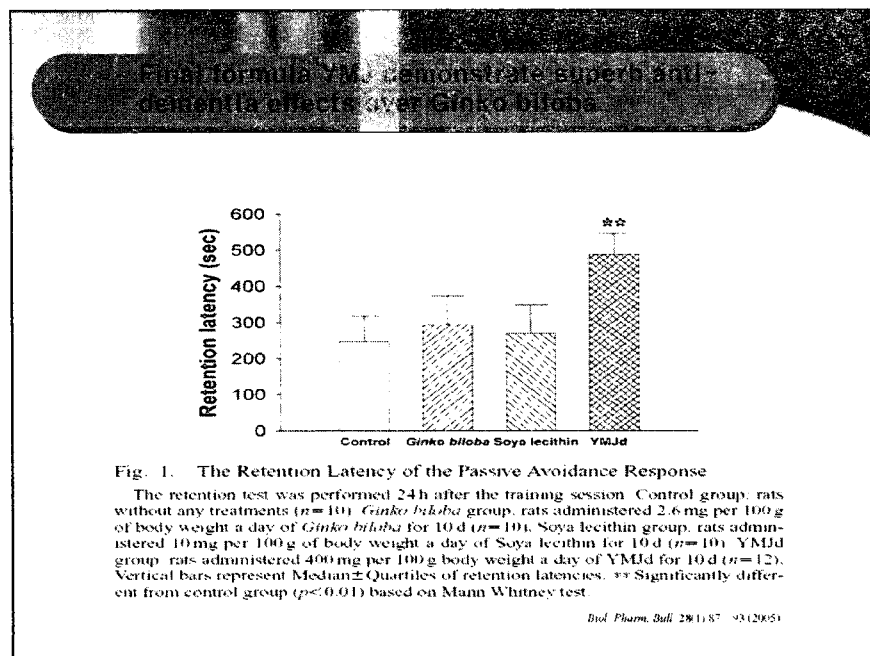 Final formula YMJ demonstrate superb anti-
dementia effects over Ginko biloba
600
500
400
300
200
100
0
Retention latency (sec)
**
Control Ginko biloba Soya lecithin YMJd
Fig. 1. The Retention Latency of the Passive Avoidance Response
The retention test was performed 24 h after the training session. Control group, rats
without any treatments (n=10). Ginko biloba group, rats administered 2.6 mg per 100 g
of body weight a day of Ginko biloba for 10 d (n=10). Soya lecithin group, rats admin-
istered 10 mg per 100 g of body weight a day of Soya lecithin for 10 d (n=10). YMJd
group, rats administered 400 mg per 100 g body weight a day of YMJd for 10 d (n=12).
Vertical bars represent Median±Quartiles of retention latencies. ** Significantly differ-
ent from control group (p<0.01) based on Mann Whitney test.
Biol. Pharm. Bull. 28(1) 87—93 (2005)